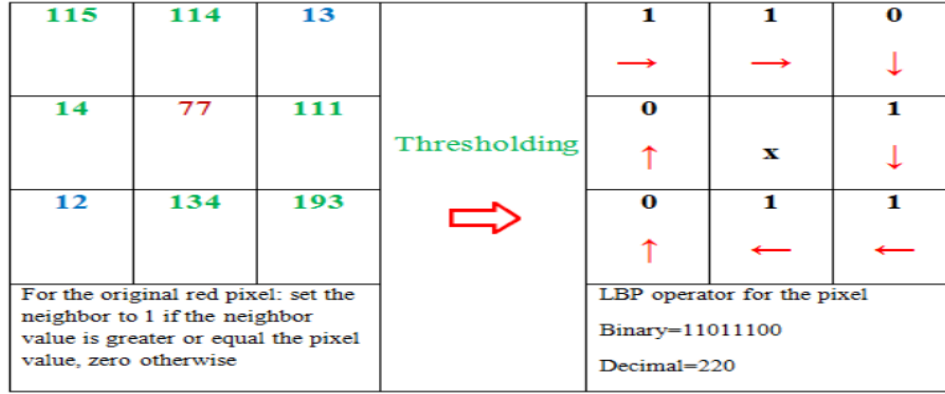 115 114 13
14 77 111
12 134 193
For the original red pixel: set the
neighbor to 1 if the neighbor
value is greater or equal the pixel
value, zero otherwise
Thresholding
1 1 0
→ → ↓
0 x 1
↑ ↓
0 1 1
↑ ← ←
LBP operator for the pixel
Binary=11011100
Decimal=220